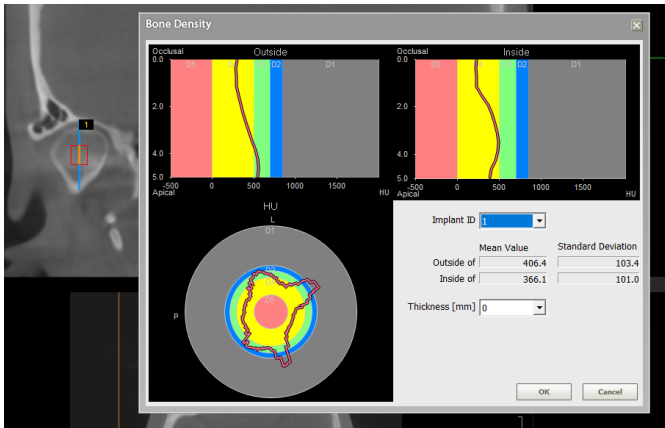 Bone Density
1
Occlusal Outside
0.0 D5 D2 D1
2.0
4.0
5.0
-500 0 500 1000 1500
Apical HU
Occlusal Inside
0.0 D5 D2 D1
2.0
4.0
5.0
-500 0 500 1000 1500
Apical HU
HU
L
D1
D2
D5
P
Implant ID 1
Mean Value Standard Deviation
Outside of 406.4 103.4
Inside of 366.1 101.0
Thickness [mm] 0
OK Cancel